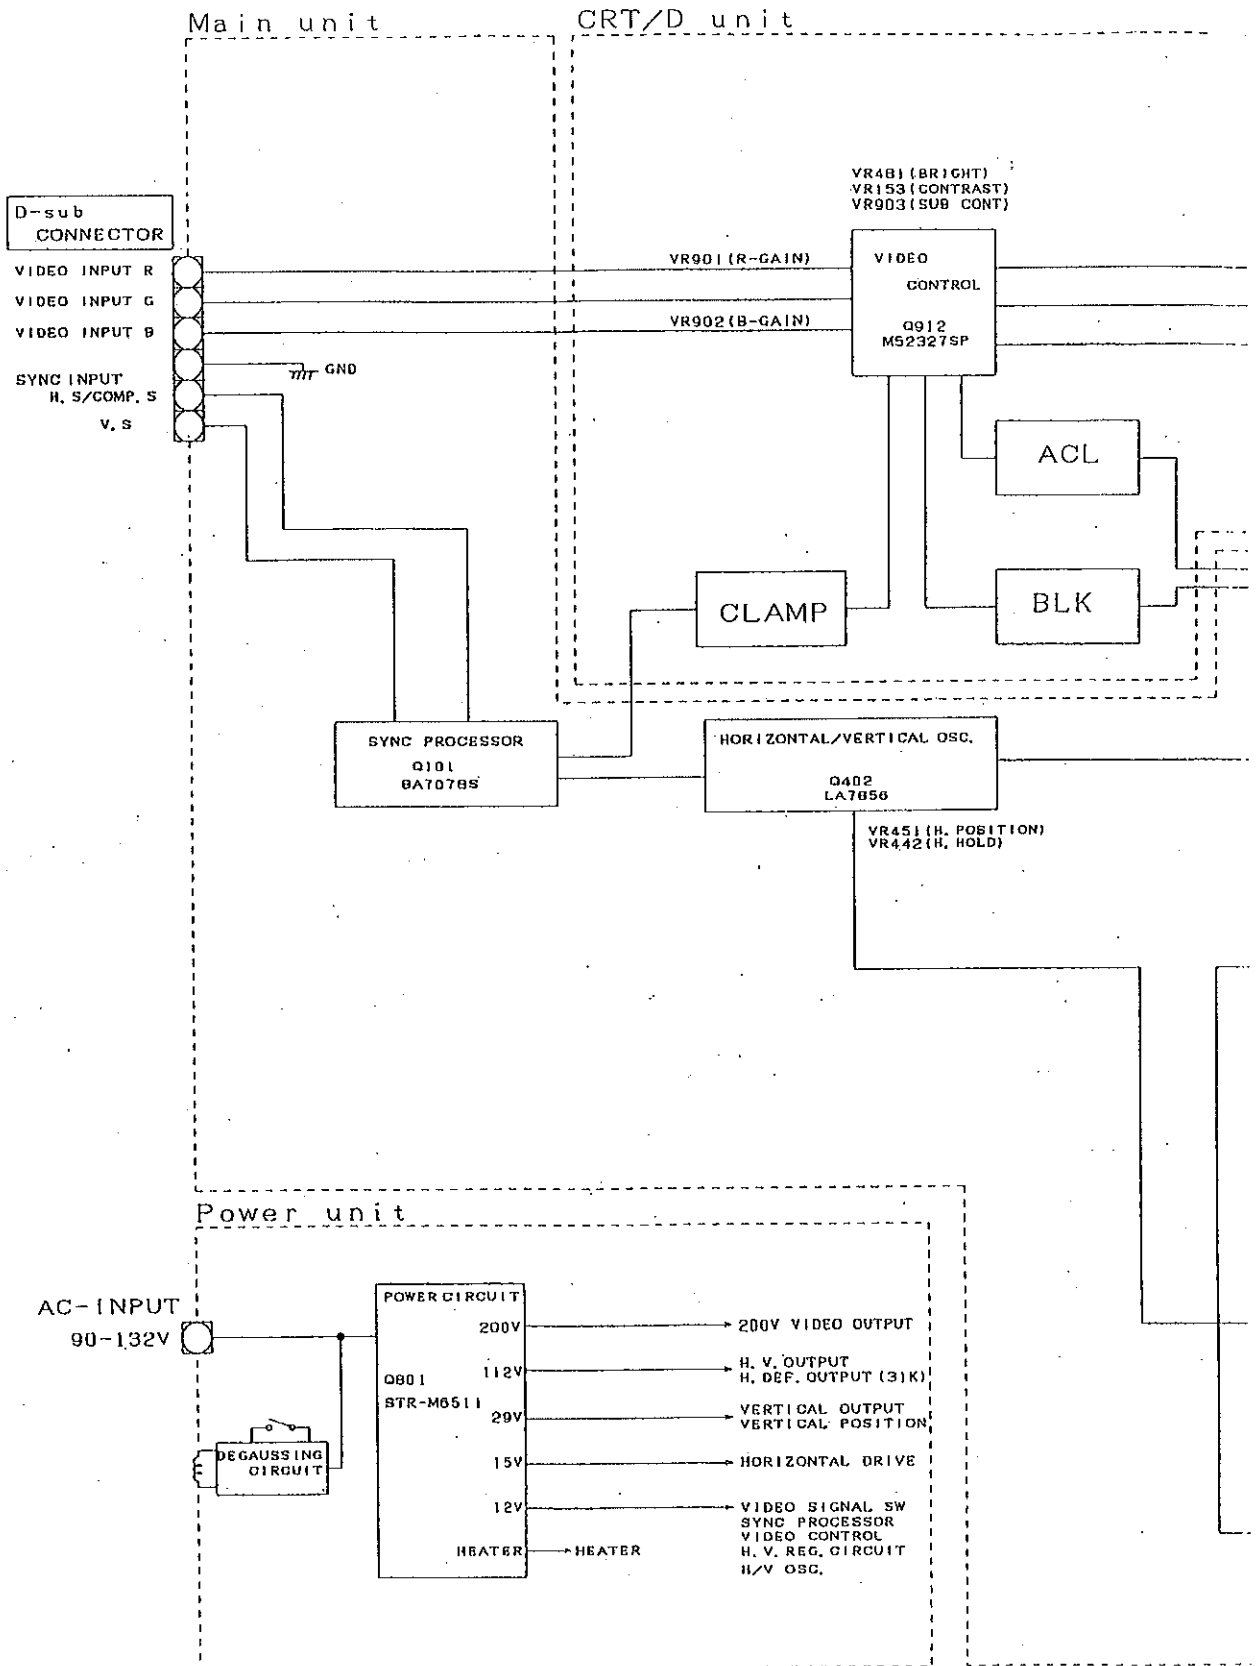 Main unit
CRT/D unit
VR481(BRIGHT)
VR153(CONTRAST)
VR903(SUB CONT)
D-sub
CONNECTOR
VIDEO INPUT R
VIDEO INPUT G
VIDEO INPUT B
GND
SYNC INPUT
H. S/COMP. S
V. S
VR901(R-GAIN)
VR902(B-GAIN)
VIDEO
CONTROL
Q912
M52327SP
ACL
CLAMP
BLK
SYNC PROCESSOR
Q101
BA7078S
HORIZONTAL/VERTICAL OSC.
Q402
LA7856
VR451(H. POSITION)
VR442(H. HOLD)
Power unit
AC-INPUT
90-132V
DEGAUSSING
CIRCUIT
POWER CIRCUIT
Q801
STR-M6511
200V
200V VIDEO OUTPUT
112V
H. V. OUTPUT
H. DEF. OUTPUT (31K)
29V
VERTICAL OUTPUT
VERTICAL POSITION
15V
HORIZONTAL DRIVE
12V
VIDEO SIGNAL SW
SYNC PROCESSOR
VIDEO CONTROL
H. V. REG. CIRCUIT
H/V OSC.
HEATER
HEATER